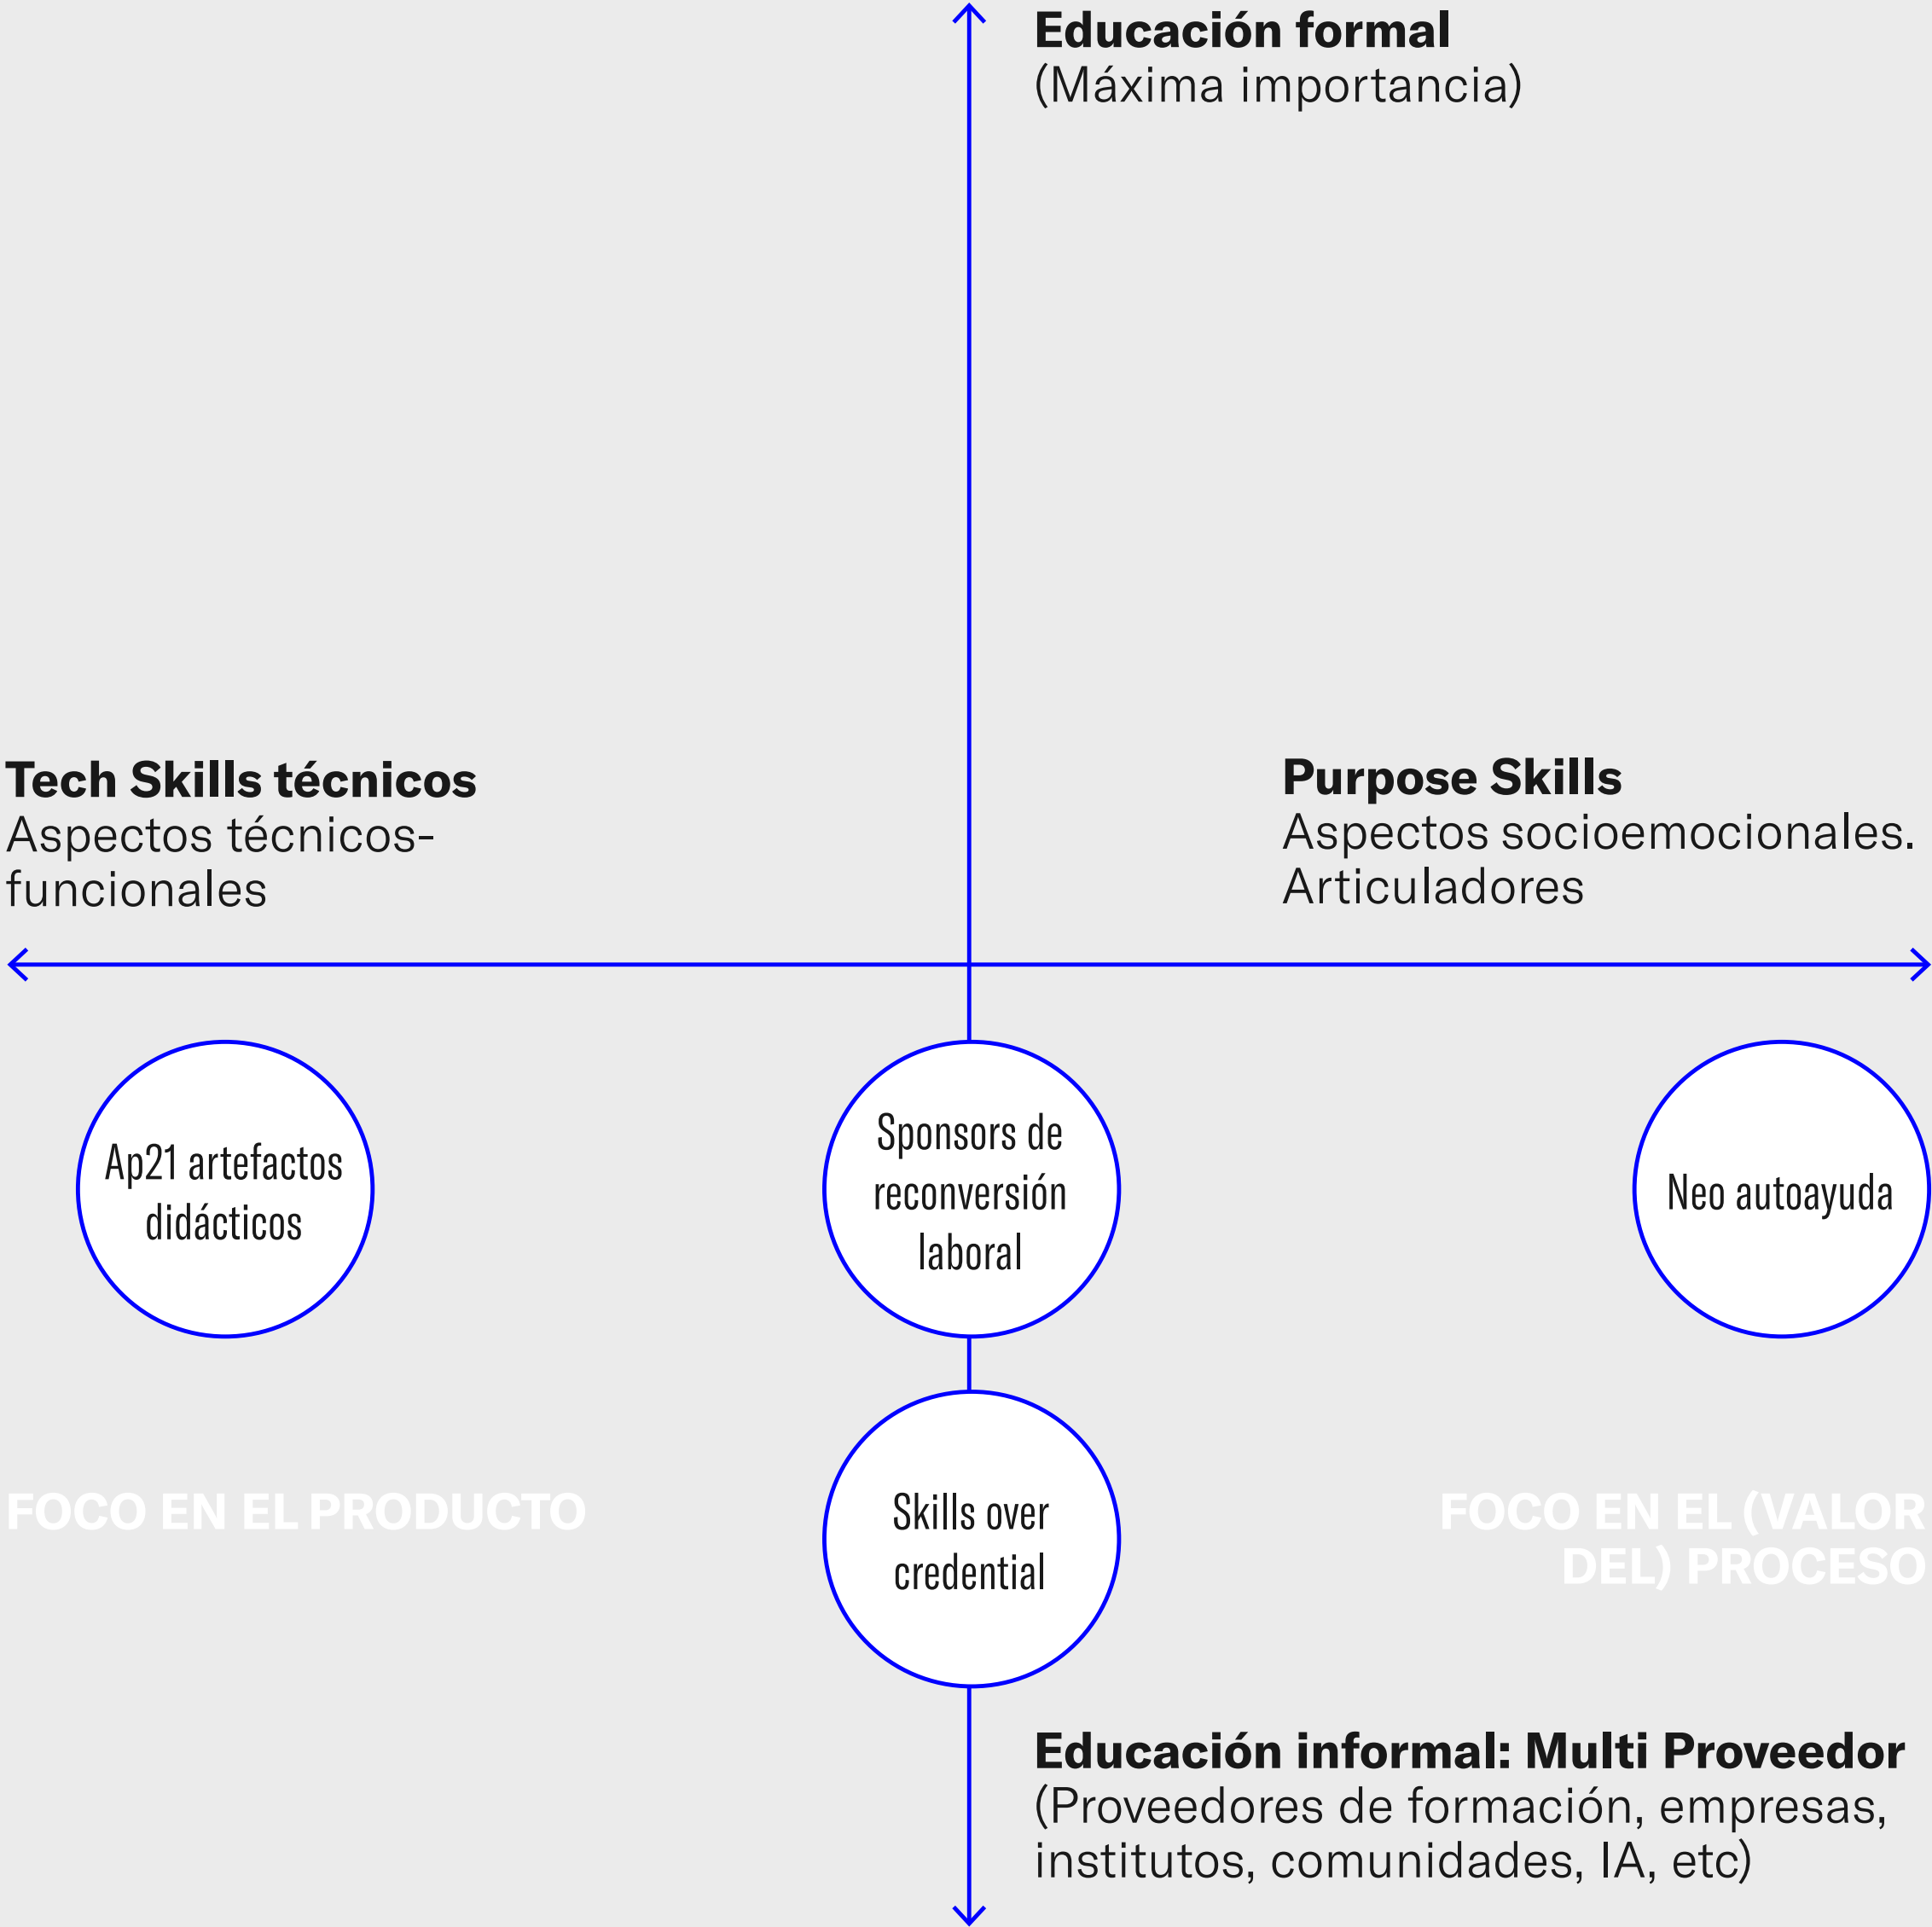 Educación formal
(Máxima importancia)
Tech Skills técnicos
Aspectos técnicos-
funcionales
Purpose Skills
Aspectos socioemocionales.
Articuladores
Ap21 artefactos
didácticos
Sponsors de
reconversión
laboral
Neo autoayuda
Skills over
credential
FOCO EN EL PRODUCTO
FOCO EN EL (VALOR
DEL) PROCESO
Educación informal: Multi Proveedor
(Proveedores de formación, empresas,
institutos, comunidades, IA, etc)